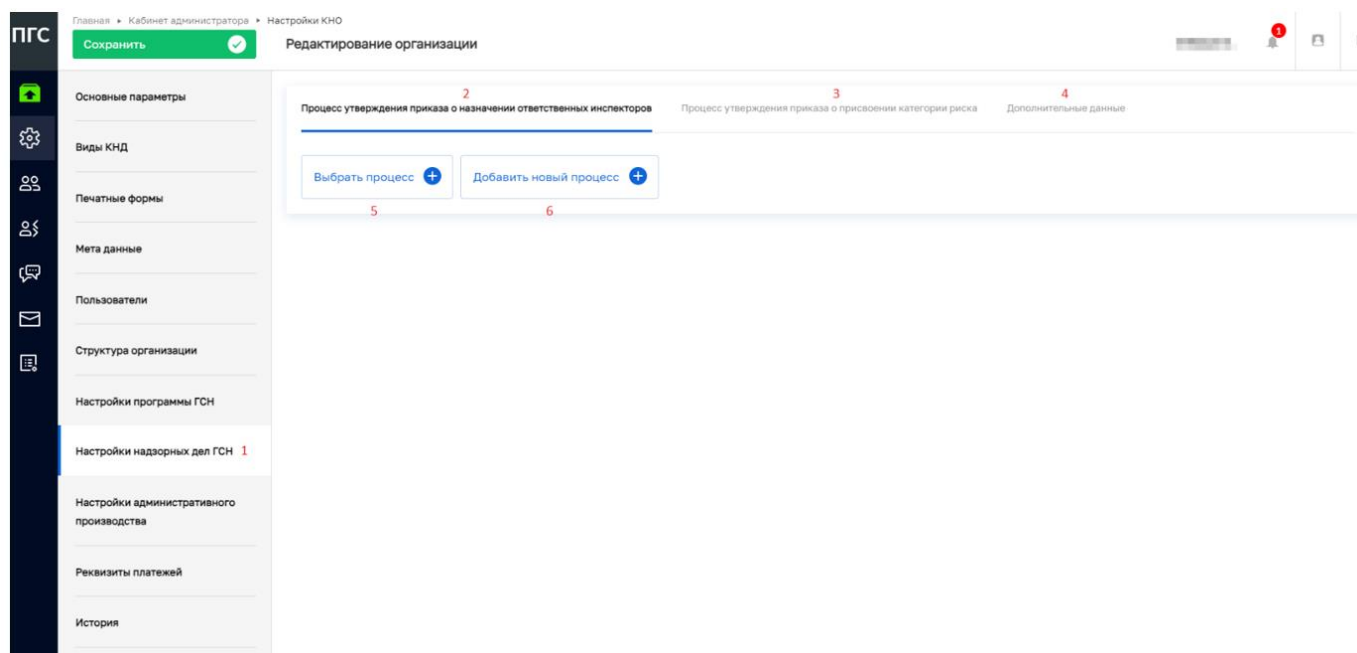 ПГС
Главная ▸ Кабинет администратора ▸ Настройки КНО
Сохранить
Редактирование организации
1
Основные параметры
Виды КНД
Печатные формы
Мета данные
Пользователи
Структура организации
Настройки программы ГСН
Настройки надзорных дел ГСН 1
Настройки административного
производства
Реквизиты платежей
История
2 3 4
Процесс утверждения приказа о назначении ответственных инспекторов Процесс утверждения приказа о присвоении категории риска Дополнительные данные
Выбрать процесс Добавить новый процесс
5 6